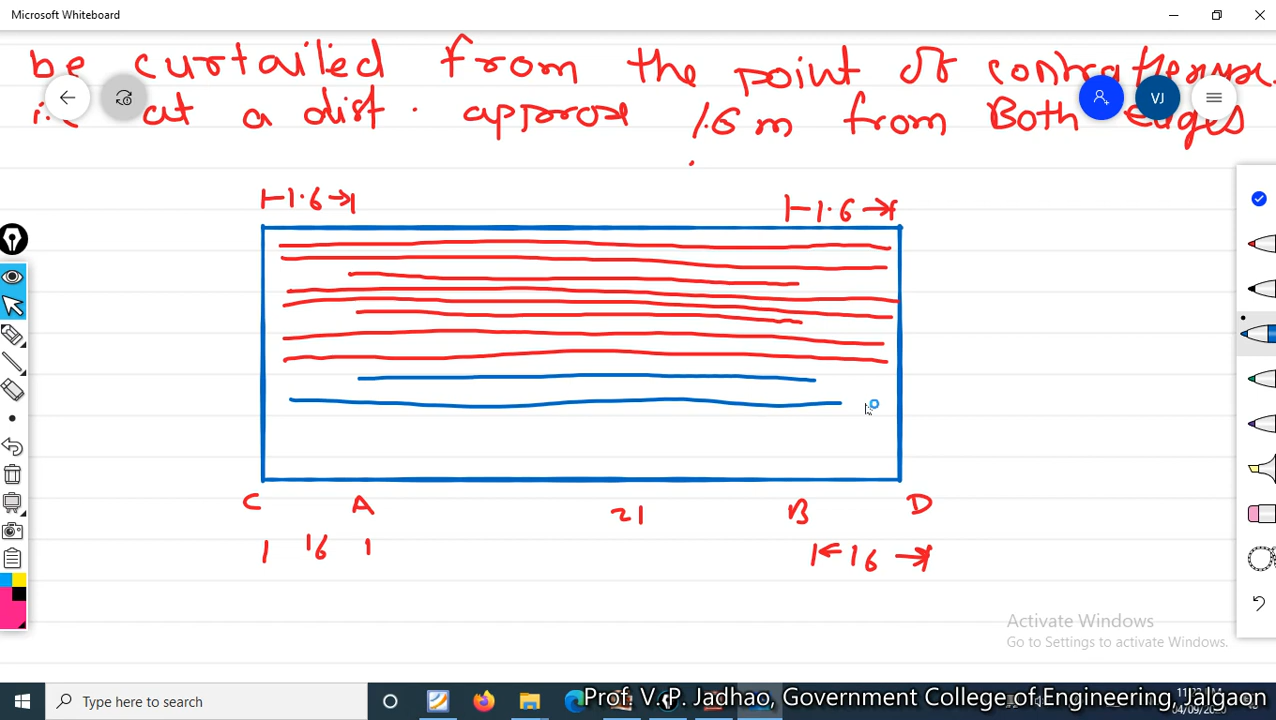 Microsoft Whiteboard
be curtailed from the point of contraflexure
i.e at a dist. approx 1.6 m from Both edges
VJ
1.6
1.6
C A 21 B D
16 16
Activate Windows
Go to Settings to activate Windows.
Type here to search
Prof. V. P. Jadhao, Government College of Engineering, Jalgaon